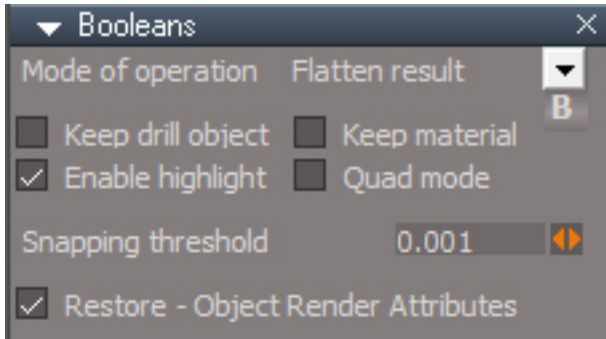 Booleans
Mode of operation Flatten result
B
Keep drill object Keep material
Enable highlight Quad mode
Snapping threshold 0.001
Restore - Object Render Attributes